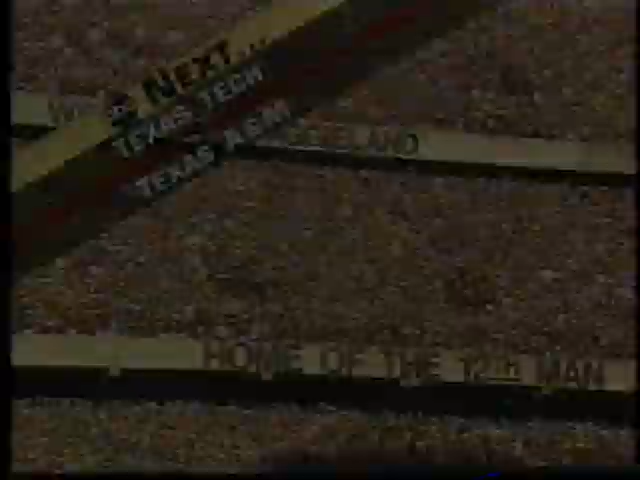 NEXT...
TEXAS TECH
TEXAS A&M
HOME OF THE 12th MAN